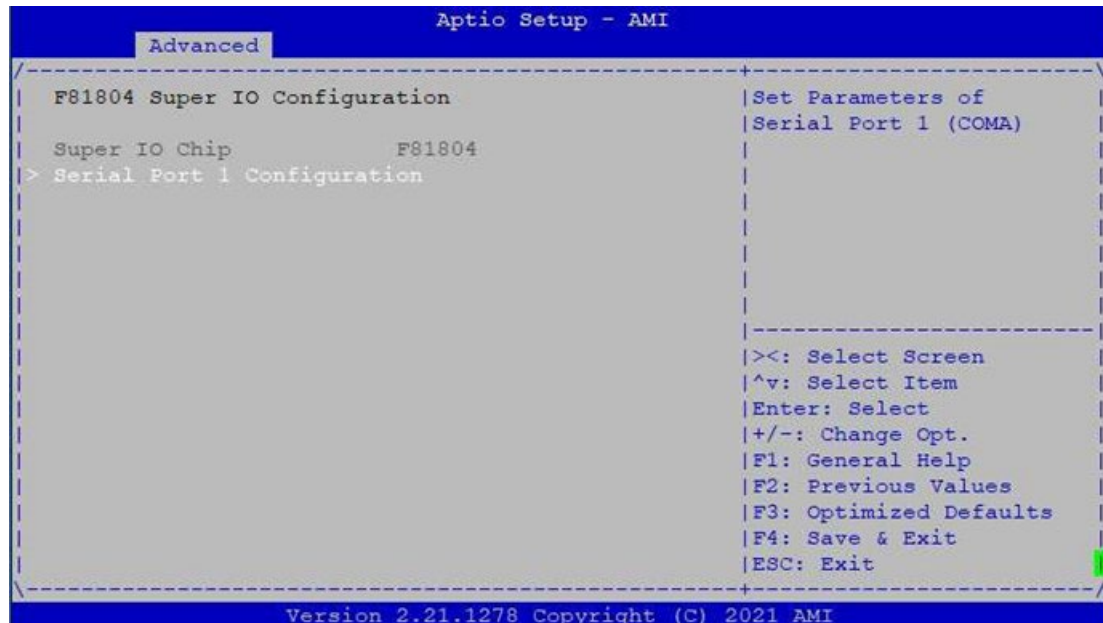 Aptio Setup - AMI
Advanced
F81804 Super IO Configuration
Super IO Chip F81804
> Serial Port 1 Configuration
Set Parameters of
Serial Port 1 (COMA)
><: Select Screen
^v: Select Item
Enter: Select
+/-: Change Opt.
F1: General Help
F2: Previous Values
F3: Optimized Defaults
F4: Save & Exit
ESC: Exit
Version 2.21.1278 Copyright (C) 2021 AMI